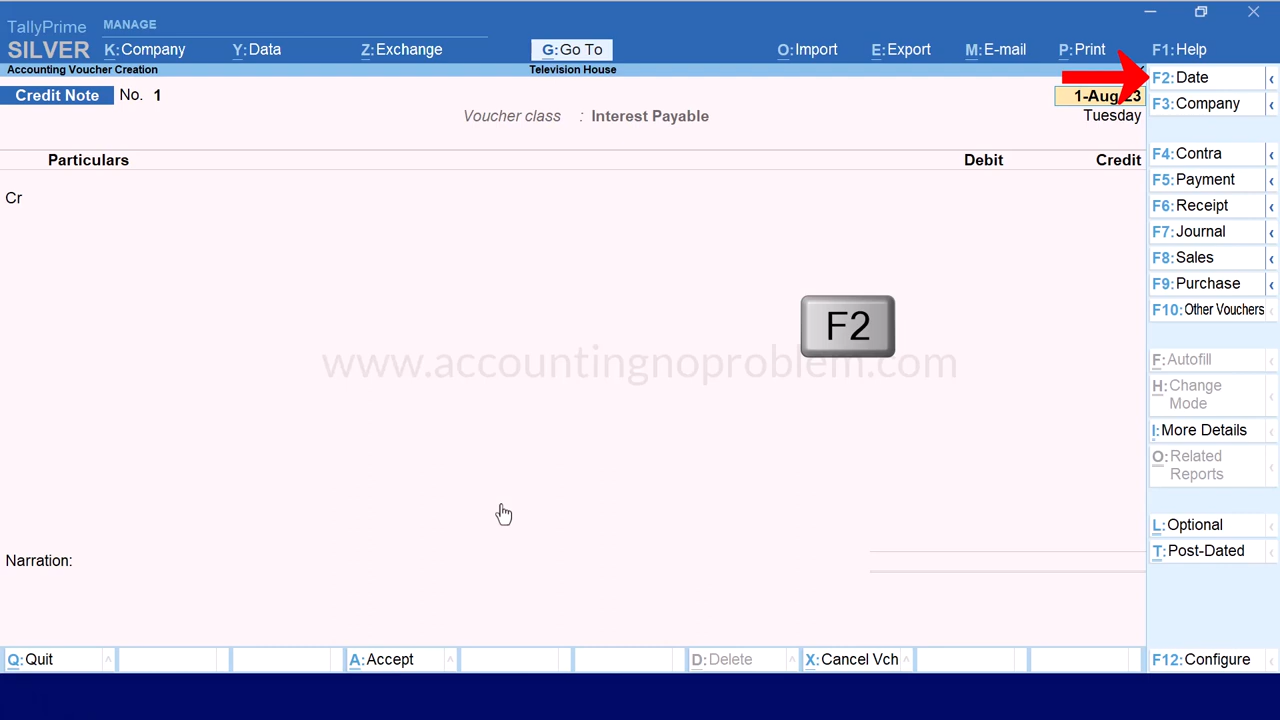 TallyPrime
MANAGE
SILVER
K:Company
Y:Data
Z:Exchange
G:Go To
O:Import
E:Export
M:E-mail
P:Print
F1:Help
Accounting Voucher Creation
Television House
Credit Note No. 1
1-Aug-23
Tuesday
Voucher class : Interest Payable
Particulars
Debit
Credit
Cr
F2
www.accountingnoproblem.com
Narration:
F2:Date
F3:Company
F4:Contra
F5:Payment
F6:Receipt
F7:Journal
F8:Sales
F9:Purchase
F10:Other Vouchers
F:Autofill
H:Change
Mode
I:More Details
O:Related
Reports
L:Optional
T:Post-Dated
Q:Quit
A:Accept
D:Delete
X:Cancel Vch
F12:Configure